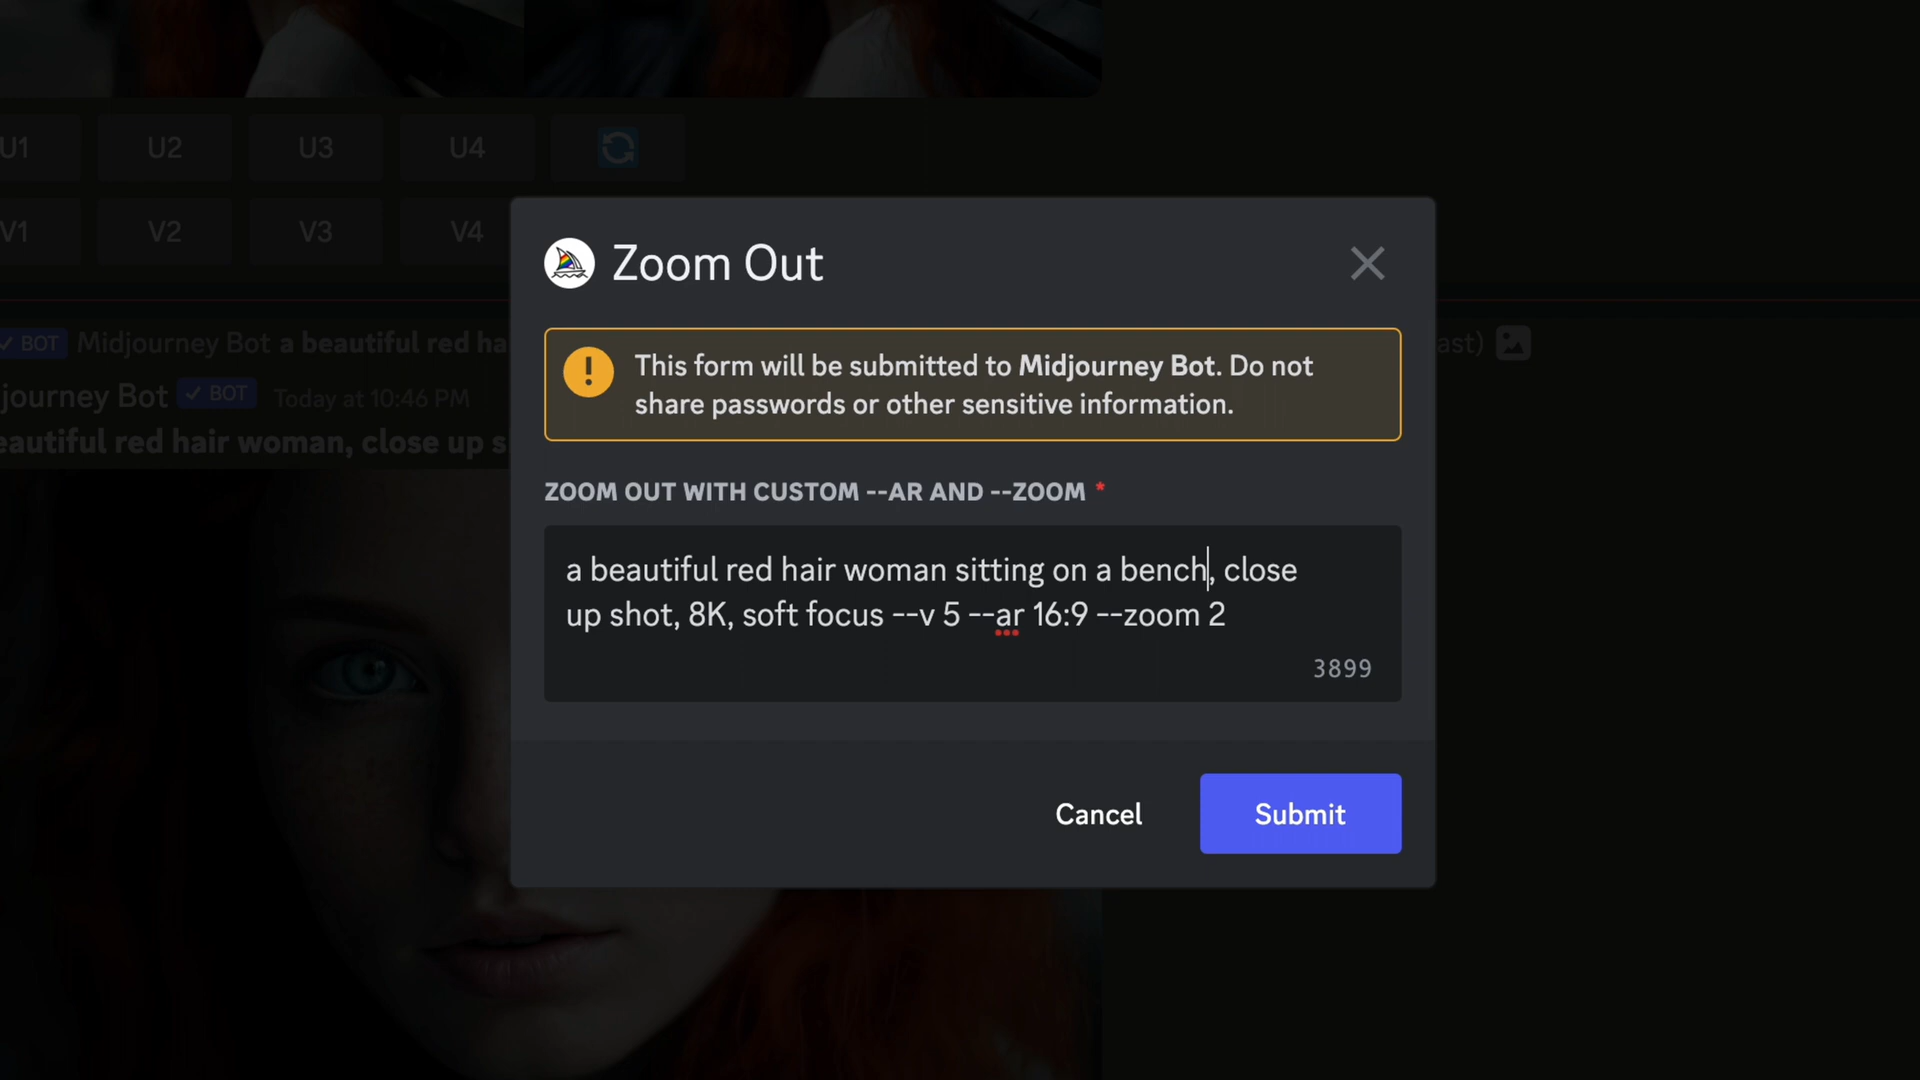 U1 U2 U3 U4
V1 V2 V3 V4
Zoom Out
This form will be submitted to Midjourney Bot. Do not
share passwords or other sensitive information.
BOT Midjourney Bot a beautiful red ha
ast)
journey Bot BOT Today at 10:46 PM
eautiful red hair woman, close up s
ZOOM OUT WITH CUSTOM --AR AND --ZOOM *
a beautiful red hair woman sitting on a bench, close
up shot, 8K, soft focus --v 5 --ar 16:9 --zoom 2
3899
Cancel Submit